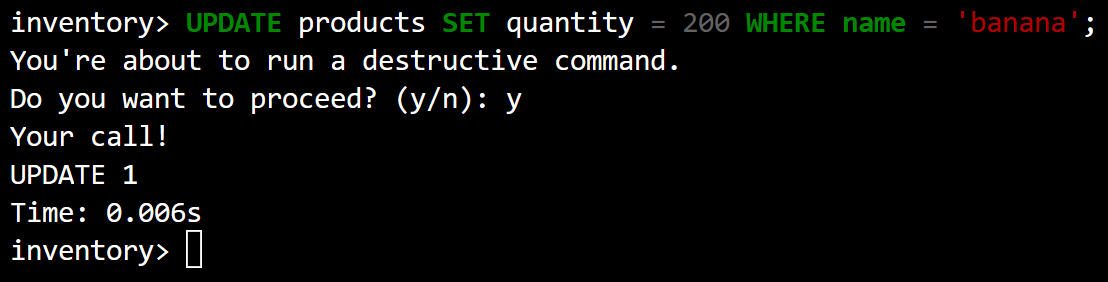 inventory> UPDATE products SET quantity = 200 WHERE name = 'banana';
You're about to run a destructive command.
Do you want to proceed? (y/n): y
Your call!
UPDATE 1
Time: 0.006s
inventory>